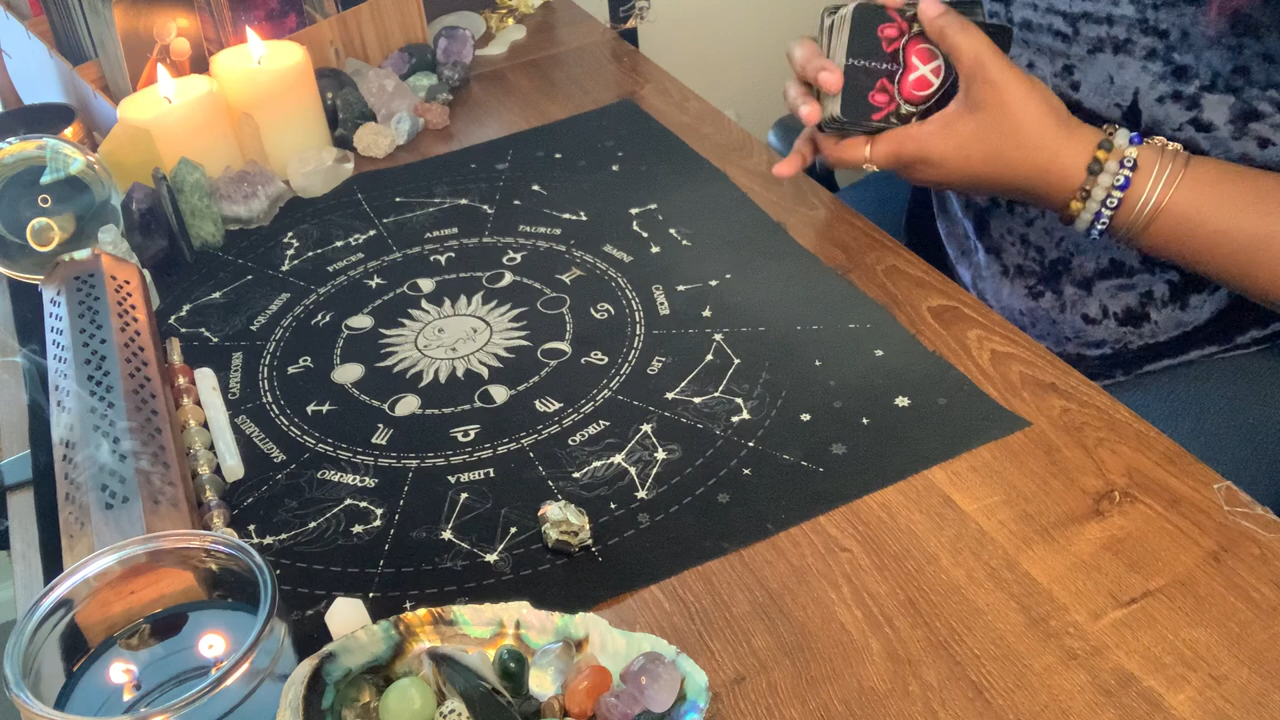 ARIES
TAURUS
GEMINI
CANCER
LEO
VIRGO
LIBRA
SCORPIO
SAGITTARIUS
CAPRICORN
AQUARIUS
PISCES